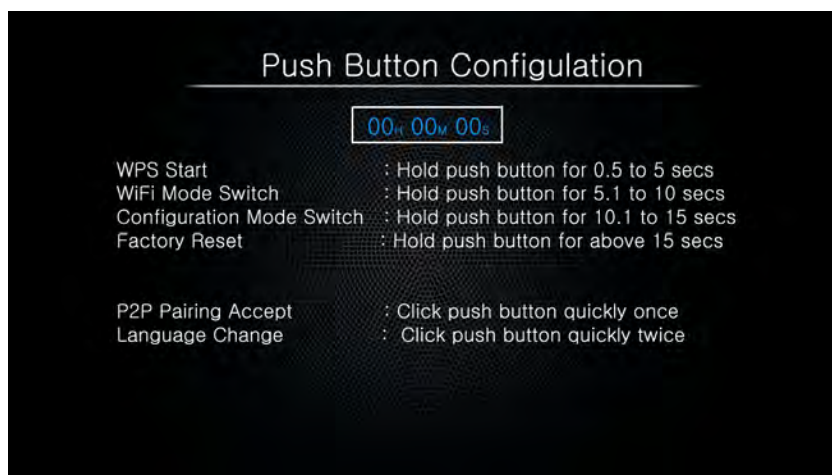 Push Button Configulation
00H 00M 00S
WPS Start : Hold push button for 0.5 to 5 secs
WiFi Mode Switch : Hold push button for 5.1 to 10 secs
Configuration Mode Switch : Hold push button for 10.1 to 15 secs
Factory Reset : Hold push button for above 15 secs
P2P Pairing Accept : Click push button quickly once
Language Change : Click push button quickly twice